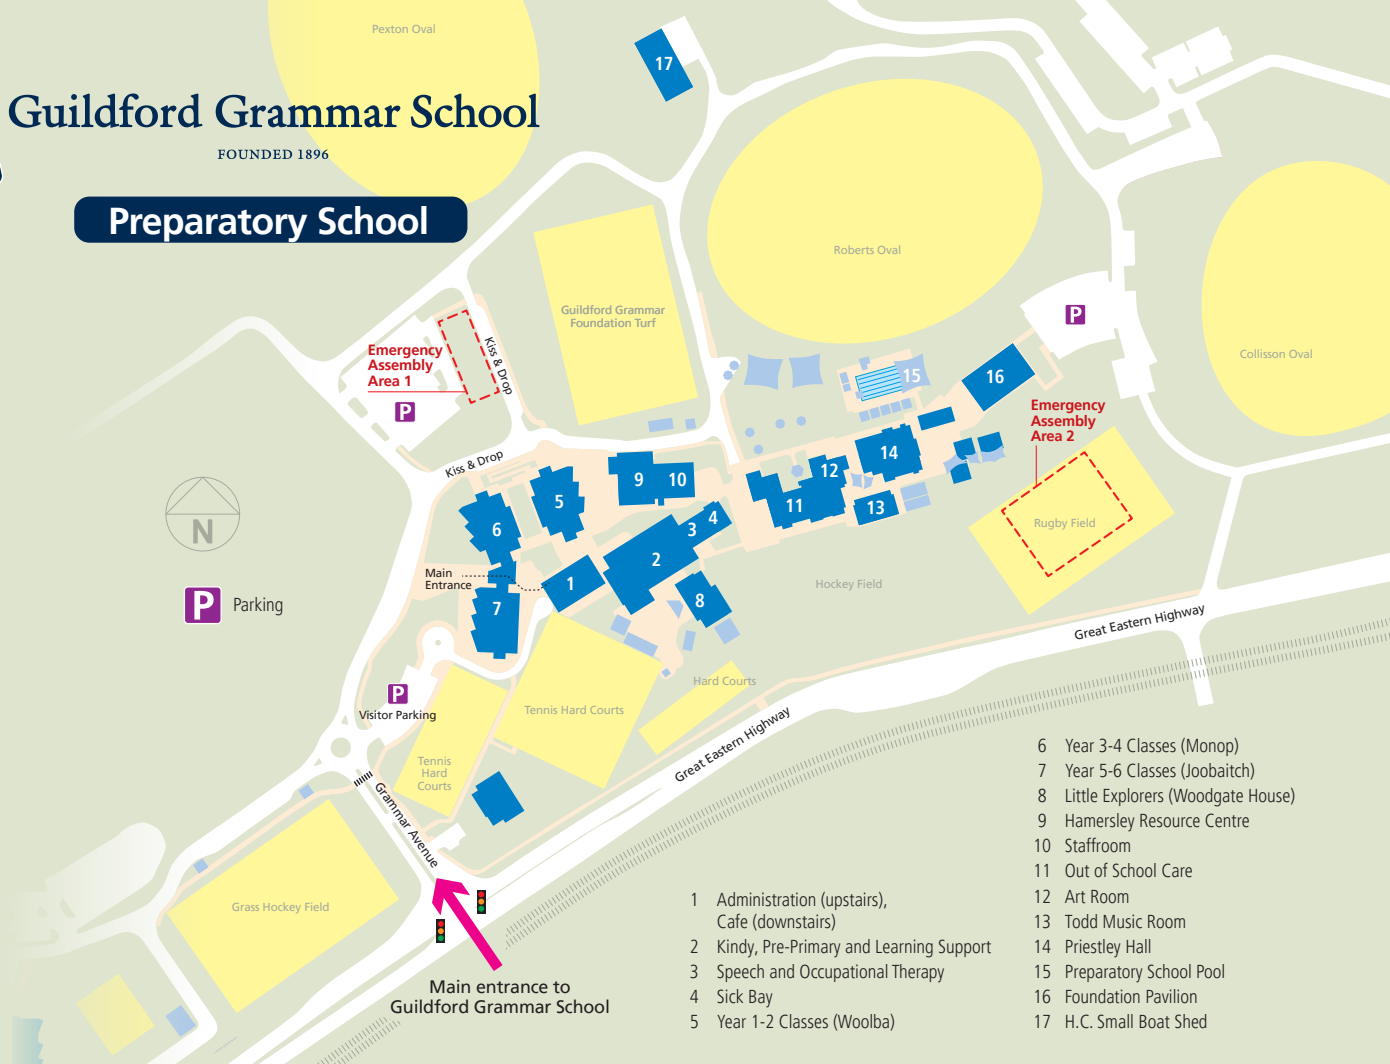 Pexton Oval
17
Guildford Grammar School
FOUNDED 1896
Preparatory School
Roberts Oval
Guildford Grammar
Foundation Turf
P
Collisson Oval
Kiss & Drop
Emergency
Assembly
Area 1
P
15
16
Emergency
Assembly
Area 2
Kiss & Drop
14
12
9
10
5
11
13
4
3
6
Rugby Field
N
2
Main
Entrance
1
Hockey Field
P
Parking
7
8
Great Eastern Highway
Hard Courts
P
Visitor Parking
Tennis Hard Courts
Great Eastern Highway
Tennis
Hard
Courts
Grammar Avenue
Grass Hockey Field
Main entrance to
Guildford Grammar School
1 Administration (upstairs),
Cafe (downstairs)
2 Kindy, Pre-Primary and Learning Support
3 Speech and Occupational Therapy
4 Sick Bay
5 Year 1-2 Classes (Woolba)
6 Year 3-4 Classes (Monop)
7 Year 5-6 Classes (Joobaitch)
8 Little Explorers (Woodgate House)
9 Hamersley Resource Centre
10 Staffroom
11 Out of School Care
12 Art Room
13 Todd Music Room
14 Priestley Hall
15 Preparatory School Pool
16 Foundation Pavilion
17 H.C. Small Boat Shed